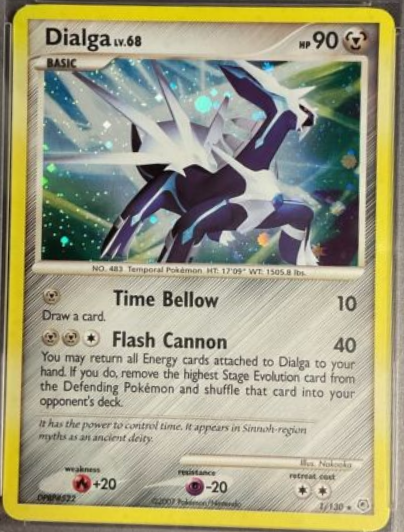 Dialga LV.68 HP 90
BASIC
NO. 483 Temporal Pokémon HT: 17'09" WT: 1505.8 lbs.
Time Bellow 10
Draw a card.
Flash Cannon 40
You may return all Energy cards attached to Dialga to your
hand. If you do, remove the highest Stage Evolution card from
the Defending Pokémon and shuffle that card into your
opponent's deck.
It has the power to control time. It appears in Sinnoh-region
myths as an ancient deity.
Illus. Nakaoka
weakness resistance retreat cost
+20 -20
DPBP#522 ©2007 Pokémon/Nintendo 1/130 ★